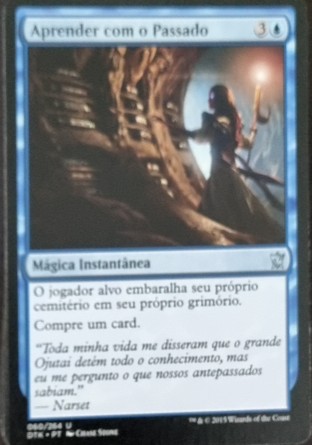 Aprender com o Passado 3
Mágica Instantânea
O jogador alvo embaralha seu próprio
cemitério em seu próprio grimório.
Compre um card.
"Toda minha vida me disseram que o grande
Ojutai detém todo o conhecimento, mas
eu me pergunto o que nossos antepassados
sabiam."
— Narset
060/264 U
DTK • PT Chase Stone
™ & © 2015 Wizards of the Coast